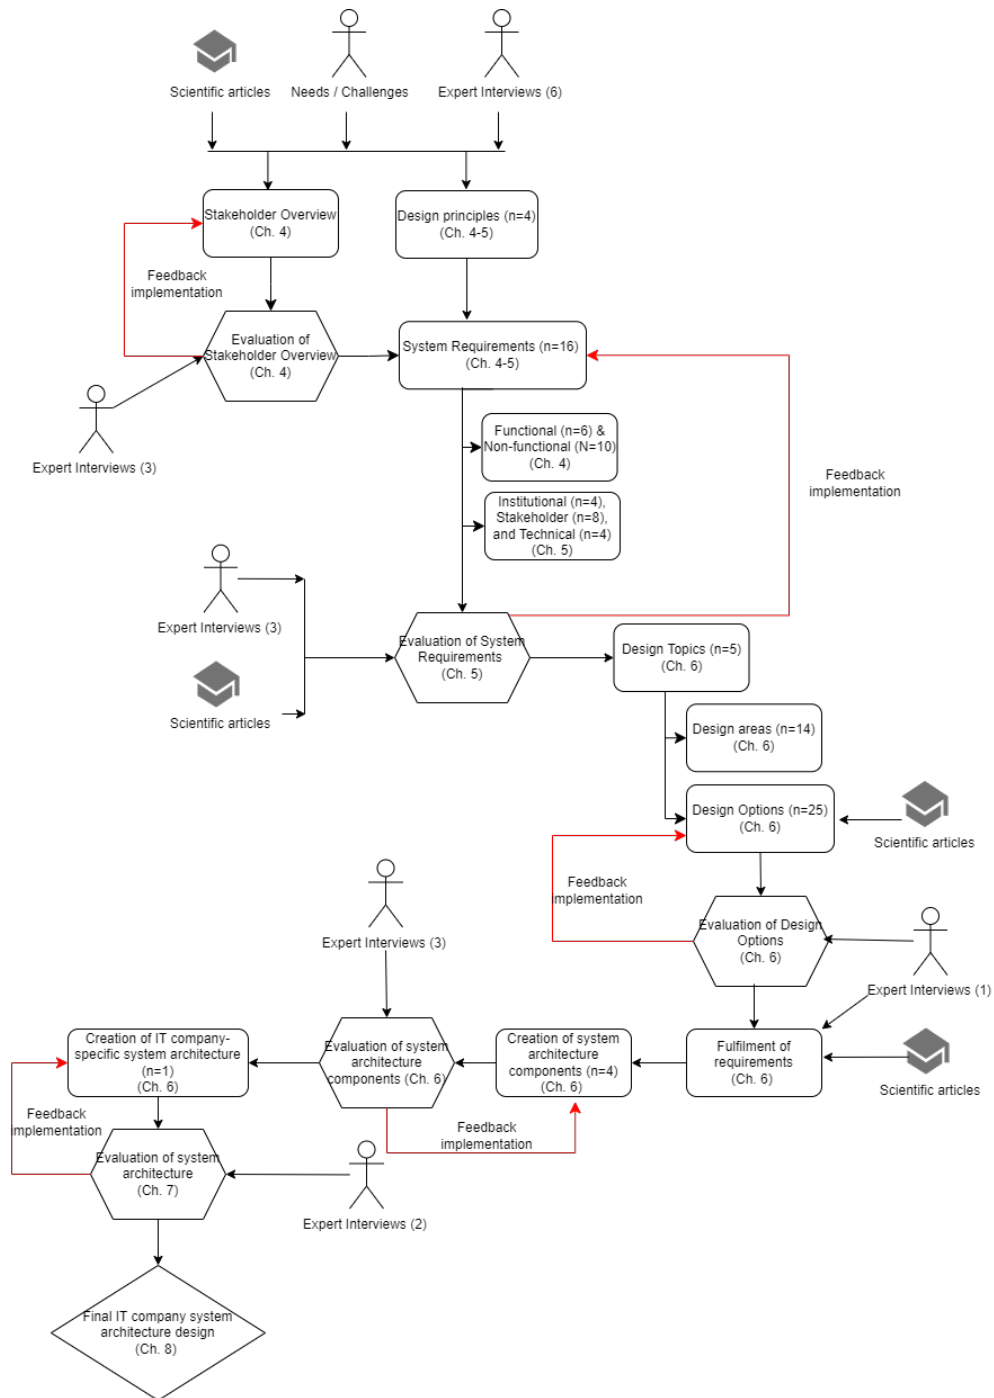 Scientific articles
Needs / Challenges
Expert Interviews (6)
Stakeholder Overview
(Ch. 4)
Design principles (n=4)
(Ch. 4-5)
Feedback
implementation
Evaluation of
Stakeholder Overview
(Ch. 4)
System Requirements (n=16)
(Ch. 4-5)
Expert Interviews (3)
Functional (n=6) &
Non-functional (N=10)
(Ch. 4)
Feedback
implementation
Institutional (n=4),
Stakeholder (n=8),
and Technical (n=4)
(Ch. 5)
Expert Interviews (3)
Evaluation of System
Requirements
(Ch. 5)
Design Topics (n=5)
(Ch. 6)
Scientific articles
Design areas (n=14)
(Ch. 6)
Design Options (n=25)
(Ch. 6)
Scientific articles
Feedback
implementation
Expert Interviews (3)
Evaluation of Design
Options
(Ch. 6)
Expert Interviews (1)
Creation of IT company-
specific system architecture
(n=1)
(Ch. 6)
Evaluation of system
architecture
components (Ch. 6)
Creation of system
architecture
components (n=4)
(Ch. 6)
Fulfilment of
requirements
(Ch. 6)
Scientific articles
Feedback
implementation
Feedback
implementation
Evaluation of system
architecture
(Ch. 7)
Expert Interviews (2)
Final IT company system
architecture design
(Ch. 8)